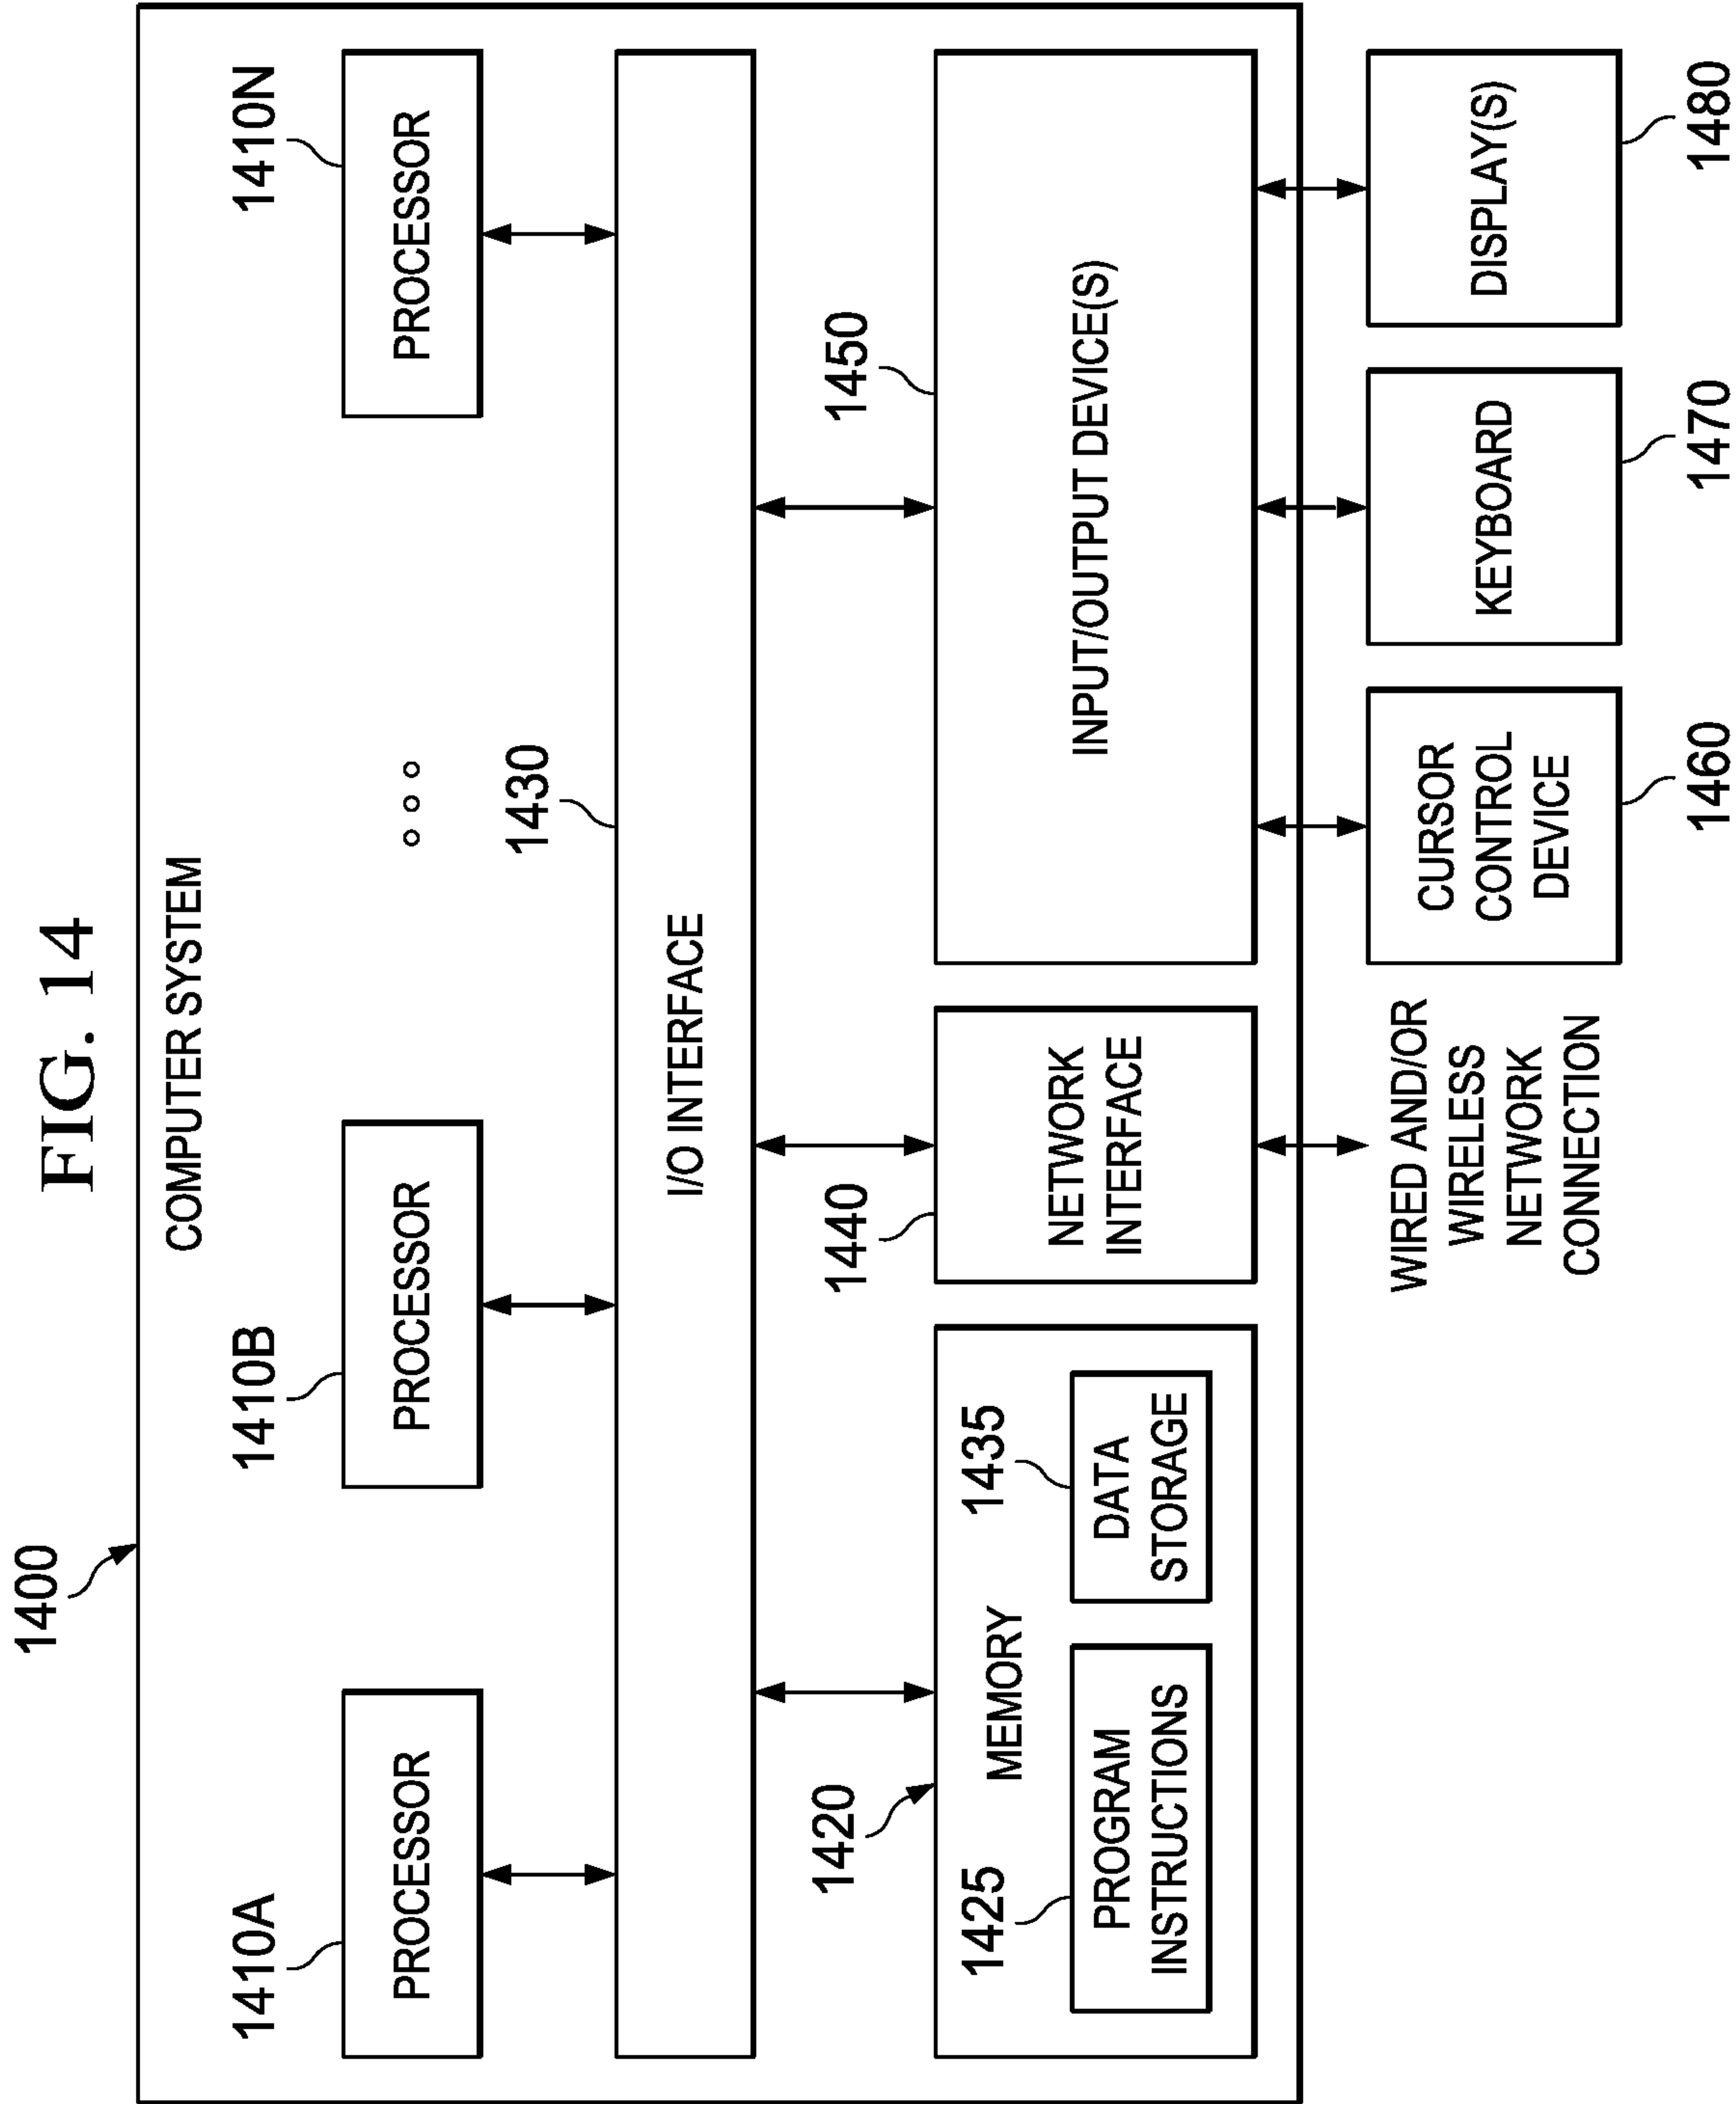 FIG. 14
1400
COMPUTER SYSTEM
1410A
1410B
1410N
PROCESSOR
PROCESSOR
PROCESSOR
1430
I/O INTERFACE
1420
1440
1450
MEMORY
1425
1435
PROGRAM
INSTRUCTIONS
DATA
STORAGE
NETWORK
INTERFACE
INPUT/OUTPUT DEVICE(S)
WIRED AND/OR
WIRELESS
NETWORK
CONNECTION
CURSOR
CONTROL
DEVICE
KEYBOARD
DISPLAY(S)
1460
1470
1480